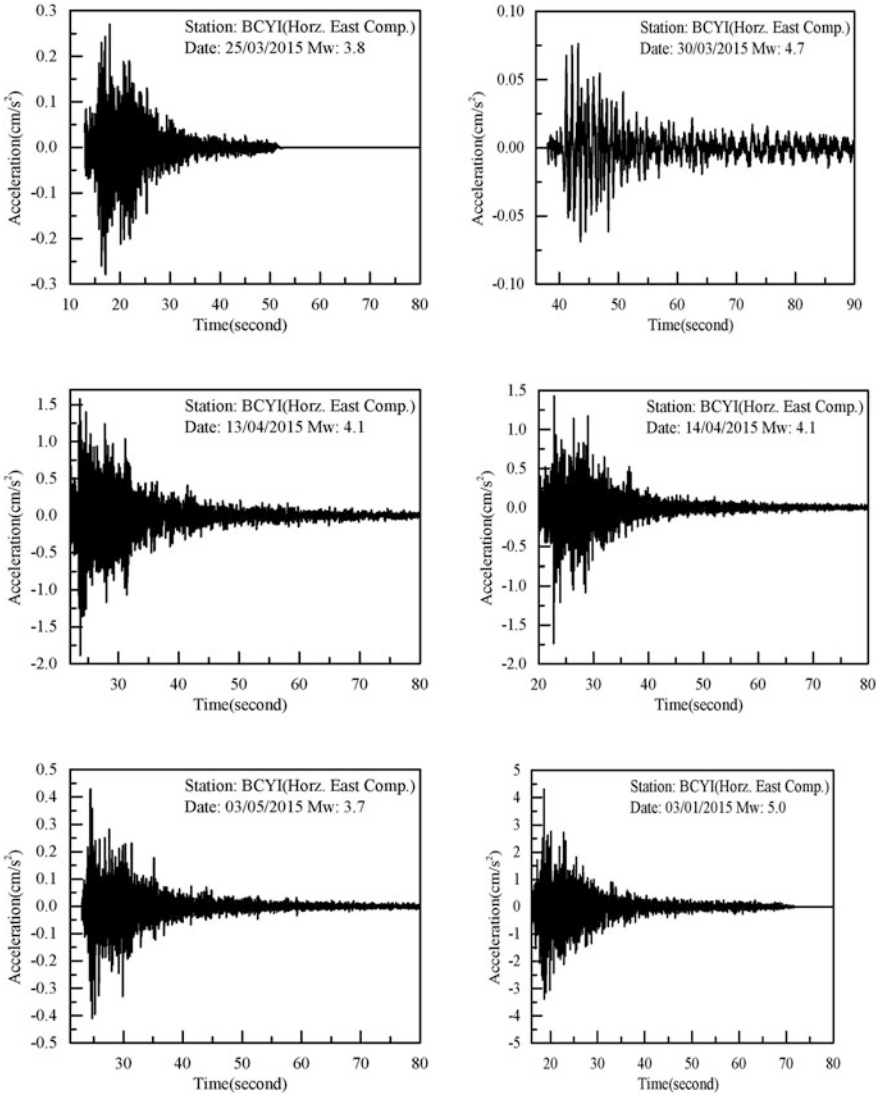 Station: BCYI(Horz. East Comp.)
Date: 25/03/2015 Mw: 3.8
Acceleration(cm/s²)
0.3
0.2
0.1
0.0
-0.1
-0.2
-0.3
10 20 30 40 50 60 70 80
Time(second)
Station: BCYI(Horz. East Comp.)
Date: 30/03/2015 Mw: 4.7
Acceleration(cm/s²)
0.10
0.05
0.00
-0.05
-0.10
40 50 60 70 80 90
Time(second)
Station: BCYI(Horz. East Comp.)
Date: 13/04/2015 Mw: 4.1
Acceleration(cm/s²)
1.5
1.0
0.5
0.0
-0.5
-1.0
-1.5
-2.0
30 40 50 60 70 80
Time(second)
Station: BCYI(Horz. East Comp.)
Date: 14/04/2015 Mw: 4.1
Acceleration(cm/s²)
1.5
1.0
0.5
0.0
-0.5
-1.0
-1.5
-2.0
20 30 40 50 60 70 80
Time(second)
Station: BCYI(Horz. East Comp.)
Date: 03/05/2015 Mw: 3.7
Acceleration(cm/s²)
0.5
0.4
0.3
0.2
0.1
0.0
-0.1
-0.2
-0.3
-0.4
-0.5
30 40 50 60 70 80
Time(second)
Station: BCYI(Horz. East Comp.)
Date: 03/01/2015 Mw: 5.0
Acceleration(cm/s²)
5
4
3
2
1
0
-1
-2
-3
-4
-5
20 30 40 50 60 70 80
Time(second)